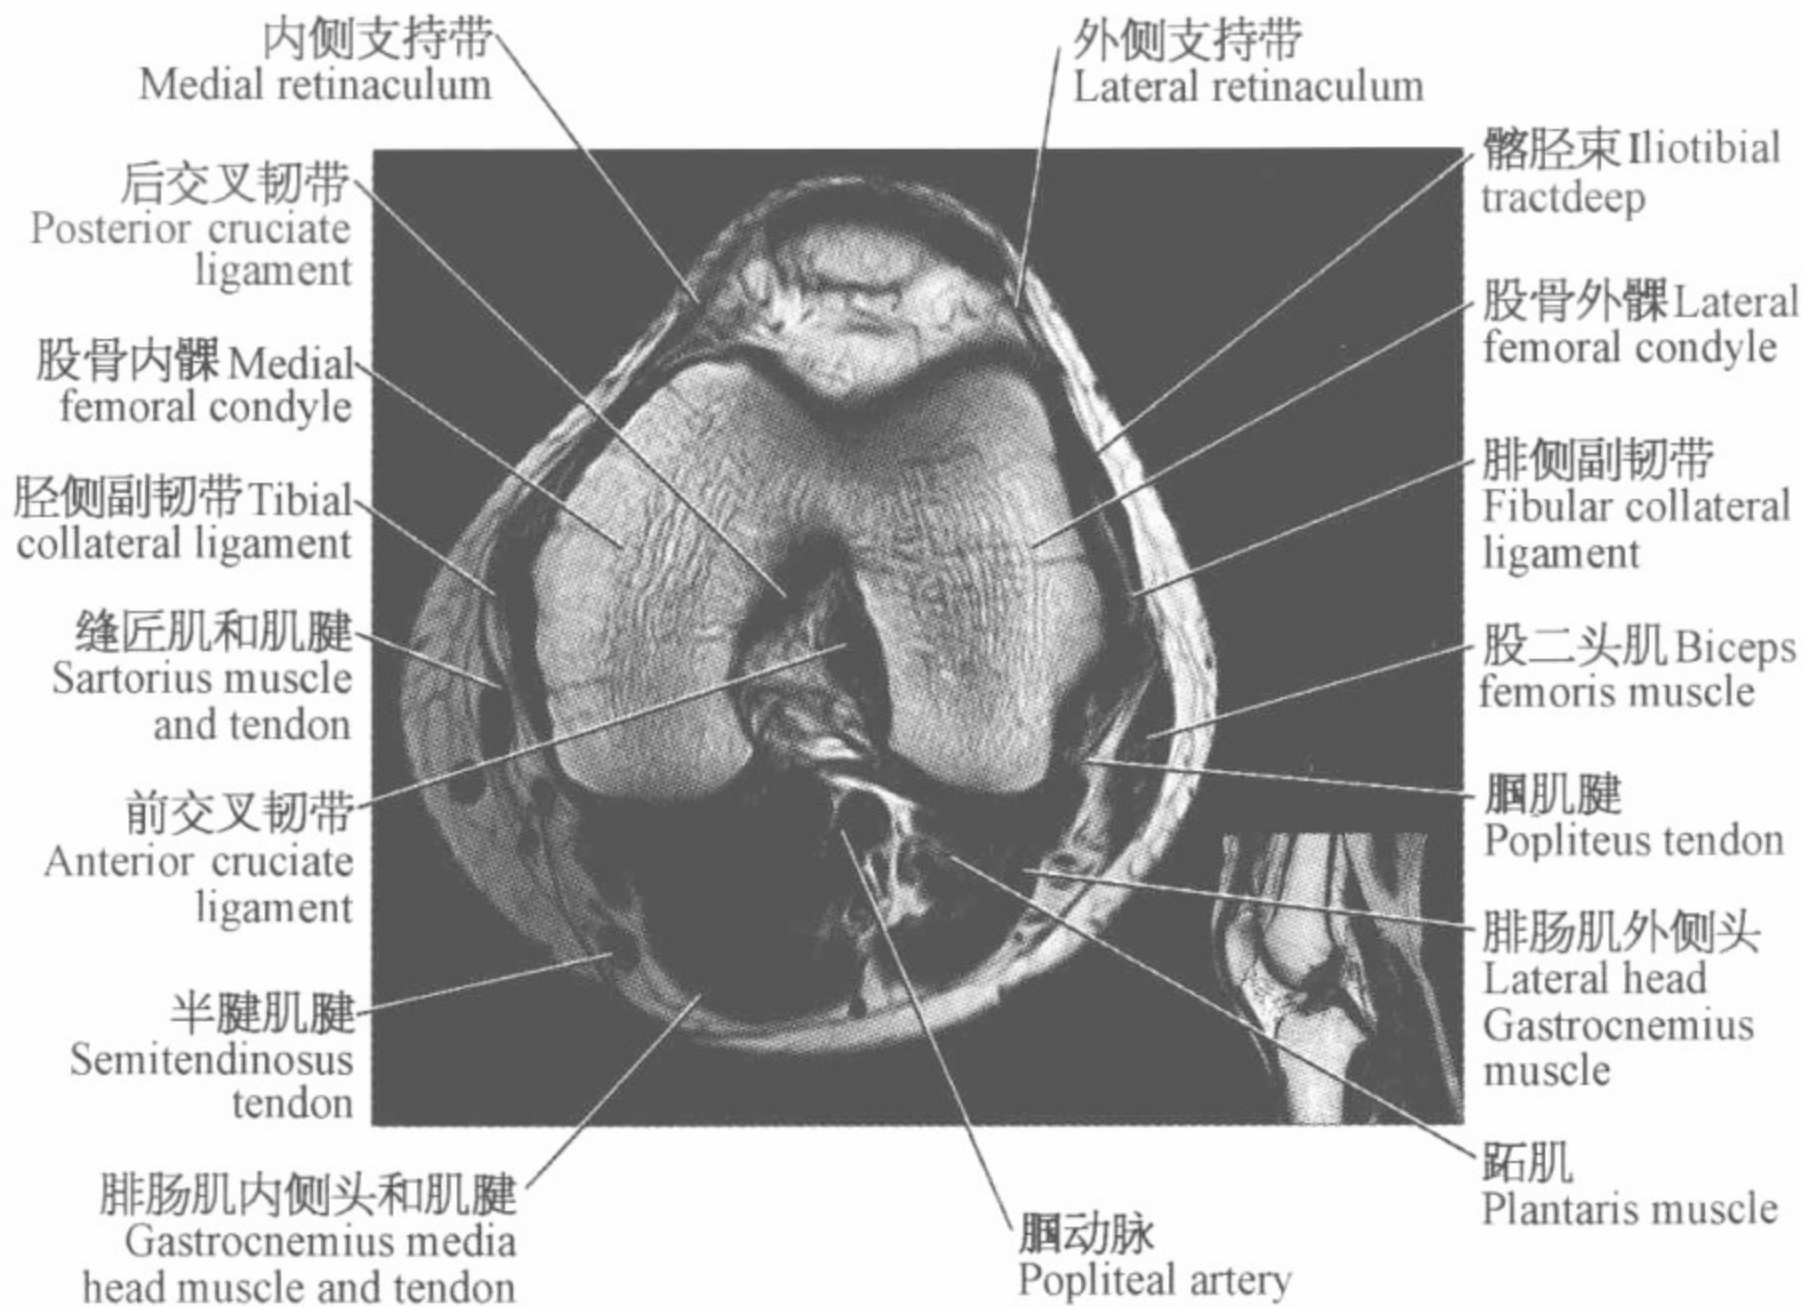 内侧支持带
Medial retinaculum
后交叉韧带
Posterior cruciate
ligament
股骨内髁 Medial
femoral condyle
胫侧副韧带 Tibial
collateral ligament
缝匠肌和肌腱
Sartorius muscle
and tendon
前交叉韧带
Anterior cruciate
ligament
半腱肌腱
Semitendinosus
tendon
腓肠肌内侧头和肌腱
Gastrocnemius media
head muscle and tendon
外侧支持带
Lateral retinaculum
髂胫束 Iliotibial
tractdeep
股骨外髁 Lateral
femoral condyle
腓侧副韧带
Fibular collateral
ligament
股二头肌 Biceps
femoris muscle
腘肌腱
Popliteus tendon
腓肠肌外侧头
Lateral head
Gastrocnemius
muscle
跖肌
Plantaris muscle
腘动脉
Popliteal artery